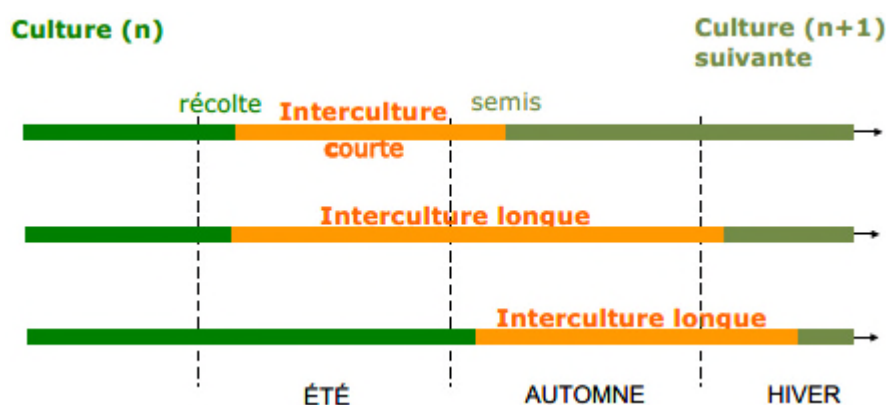 Culture (n)
Culture (n+1)
suivante
récolte
Interculture
courte
semis
Interculture longue
Interculture longue
ÉTÉ
AUTOMNE
HIVER